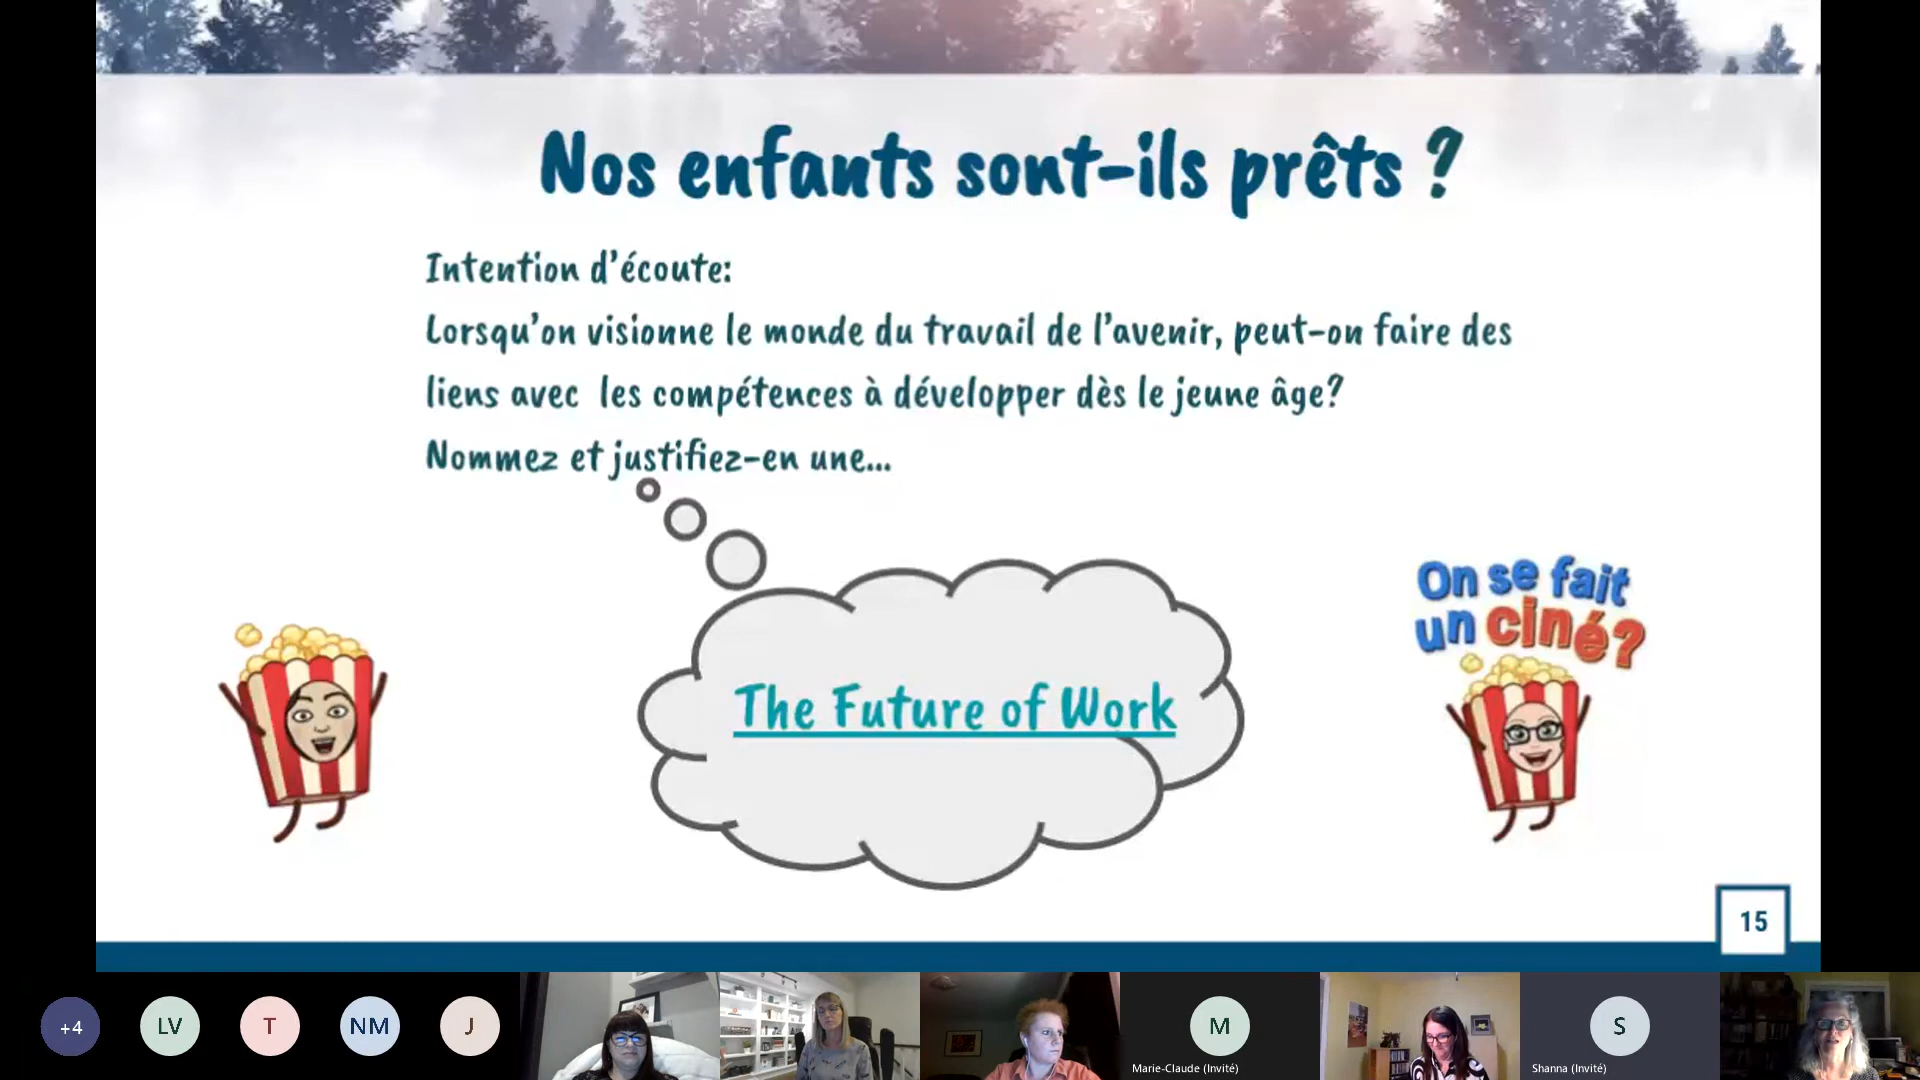 Nos enfants sont-ils prêts ?
Intention d'écoute:
Lorsqu'on visionne le monde du travail de l'avenir, peut-on faire des
liens avec les compétences à développer dès le jeune âge?
Nommez et justifiez-en une...
The Future of Work
On se fait
un ciné?
15
+4
LV
T
NM
J
M
Marie-Claude (Invité)
S
Shanna (Invité)